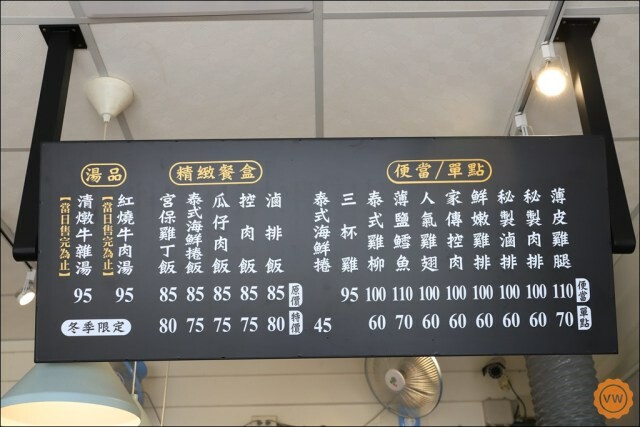 便當/單點
薄皮雞腿 110 70
秘製肉排 100 60
秘製滷排 100 60
鮮嫩雞排 100 60
家傳控肉 100 60
人氣雞翅 100 60
薄鹽鱈魚 110 70
泰式雞柳 100 60
三杯雞 95
泰式海鮮捲 45
便當
單點
精緻餐盒
滷排飯 85 80
控肉飯 85 75
瓜仔肉飯 85 75
泰式海鮮捲飯 85 75
宮保雞丁飯 85 80
原價
特價
湯品
紅燒牛肉湯 95
【當日售完為止】
清燉牛雜湯 95
【當日售完為止】
冬季限定
VW